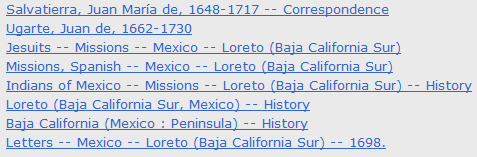 Salvatierra, Juan María de, 1648-1717 -- Correspondence
Ugarte, Juan de, 1662-1730
Jesuits -- Missions -- Mexico -- Loreto (Baja California Sur)
Missions, Spanish -- Mexico -- Loreto (Baja California Sur)
Indians of Mexico -- Missions -- Loreto (Baja California Sur) -- History
Loreto (Baja California Sur, Mexico) -- History
Baja California (Mexico : Peninsula) -- History
Letters -- Mexico -- Loreto (Baja California Sur) -- 1698.